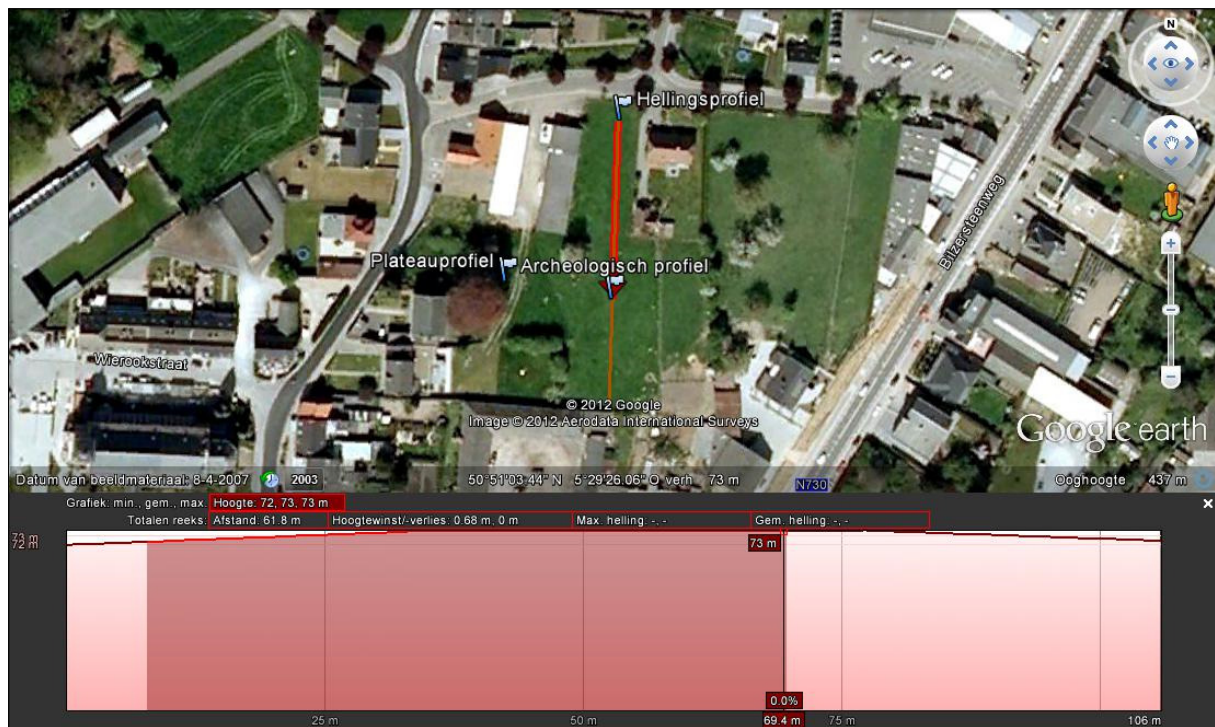 N
Hellingsprofiel
Plateauprofiel
Archeologisch profiel
Bilzersteenweg
Wierookstraat
© 2012 Google
Image © 2012 Aerodata International Surveys
Google earth
Datum van beeldmateriaal: 8-4-2007 2003 50°51'03.44" N 5°29'26.06" O verh 73 m N730 Ooghoogte 437 m
Grafiek: min., gem., max. Hoogte: 72, 73, 73 m
Totalen reeks: Afstand: 61.8 m Hoogtewinst/-verlies: 0.68 m, 0 m Max. helling: -, - Gem. helling: -, -
73 m
72 m
73 m
0.0%
25 m 50 m 69.4 m 75 m 106 m